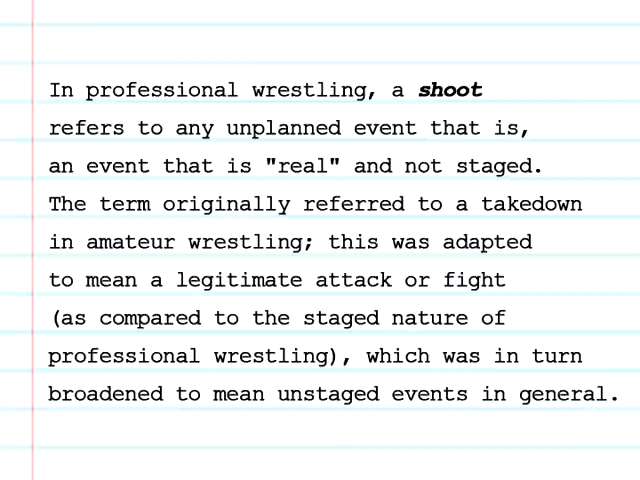 In professional wrestling, a shoot
refers to any unplanned event that is,
an event that is "real" and not staged.
The term originally referred to a takedown
in amateur wrestling; this was adapted
to mean a legitimate attack or fight
(as compared to the staged nature of
professional wrestling), which was in turn
broadened to mean unstaged events in general.